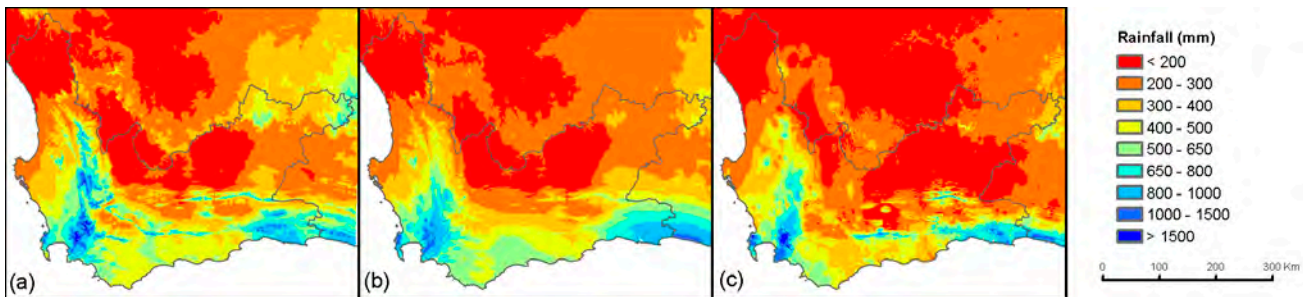 (a)
(b)
(c)
Rainfall (mm)
< 200
200 - 300
300 - 400
400 - 500
500 - 650
650 - 800
800 - 1000
1000 - 1500
> 1500
0 100 200 300 Km